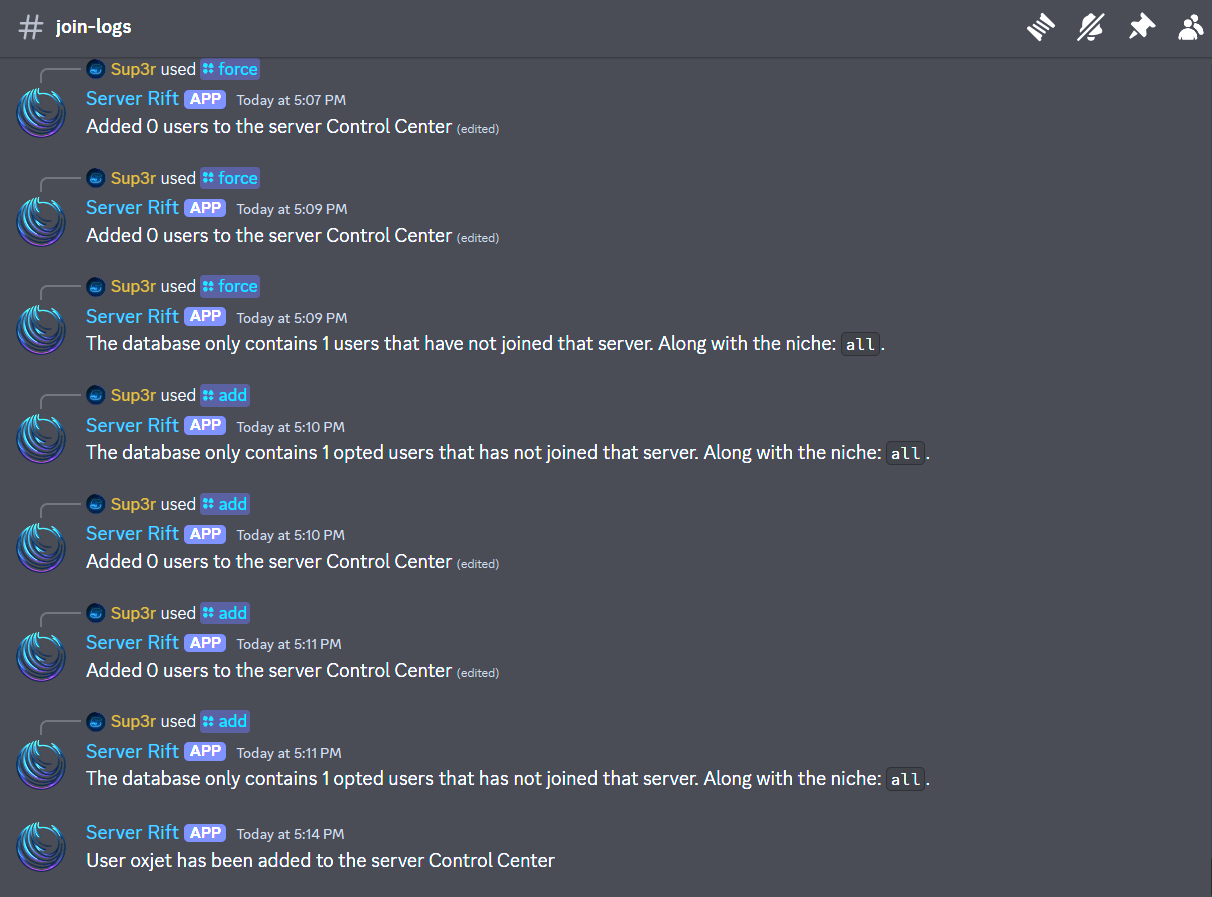 join-logs
Sup3r used force
Server Rift APP Today at 5:07 PM
Added 0 users to the server Control Center (edited)
Sup3r used force
Server Rift APP Today at 5:09 PM
Added 0 users to the server Control Center (edited)
Sup3r used force
Server Rift APP Today at 5:09 PM
The database only contains 1 users that have not joined that server. Along with the niche: all.
Sup3r used add
Server Rift APP Today at 5:10 PM
The database only contains 1 opted users that has not joined that server. Along with the niche: all.
Sup3r used add
Server Rift APP Today at 5:10 PM
Added 0 users to the server Control Center (edited)
Sup3r used add
Server Rift APP Today at 5:11 PM
Added 0 users to the server Control Center (edited)
Sup3r used add
Server Rift APP Today at 5:11 PM
The database only contains 1 opted users that has not joined that server. Along with the niche: all.
Server Rift APP Today at 5:14 PM
User oxjet has been added to the server Control Center